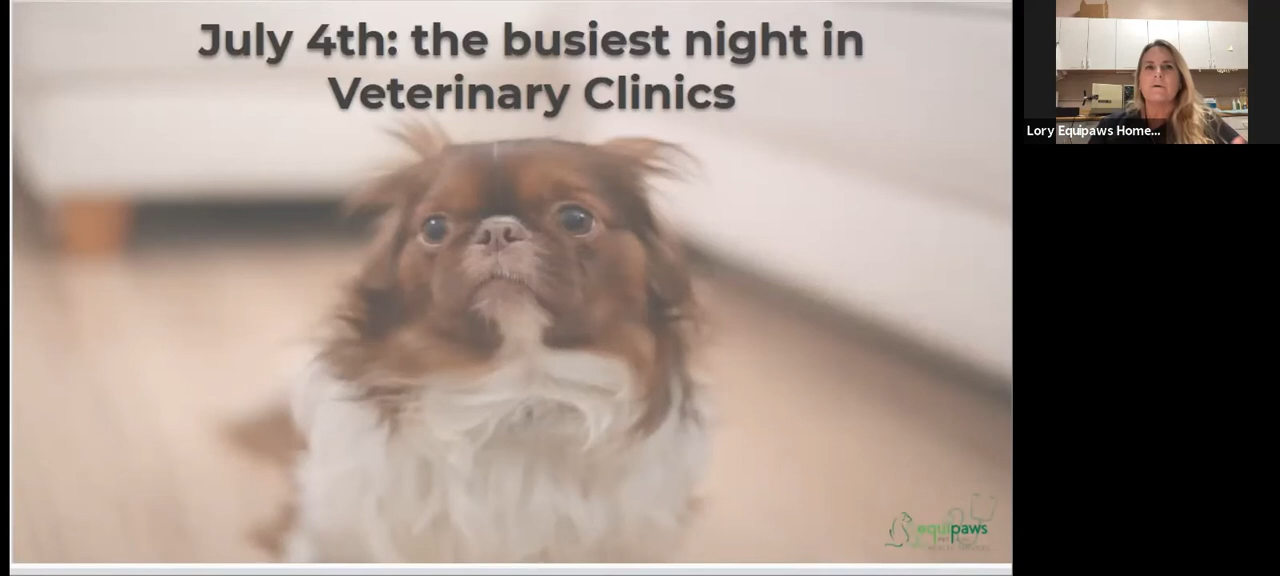 July 4th: the busiest night in
Veterinary Clinics
Lory Equipaws Home...
equipaws